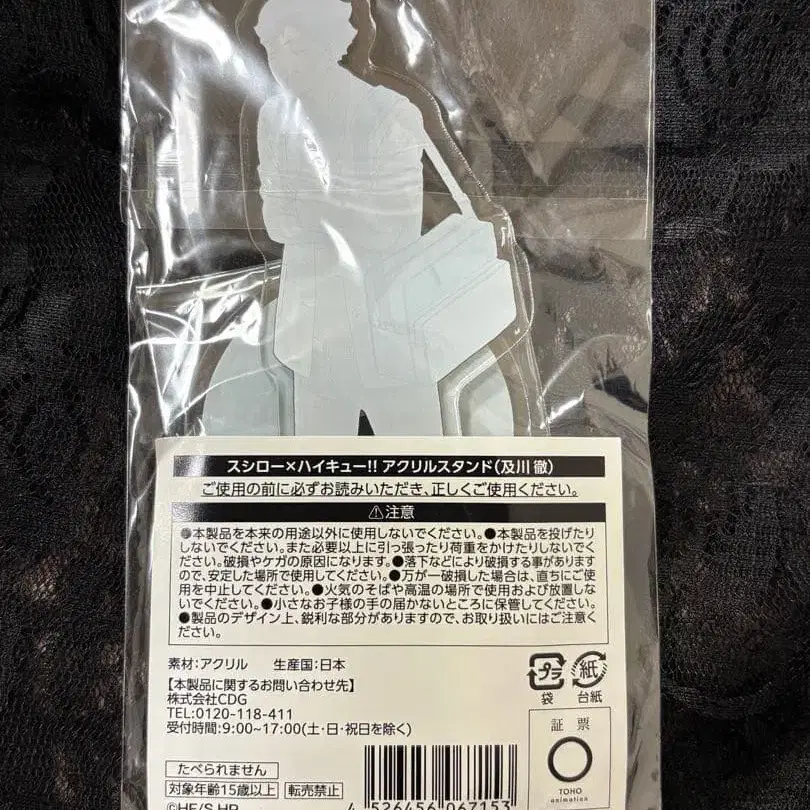 スシロー×ハイキュー!! アクリルスタンド(及川 徹)
ご使用の前に必ずお読みいただき、正しくご使用ください。
⚠注意
●本製品を本来の用途以外に使用しないでください。●本製品を投げたり
しないでください。また必要以上に引っ張ったり荷重をかけたりしないでく
ださい。破損やケガの原因になります。●落下などにより破損する事があります
ので、安定した場所で使用してください。●万が一破損した場合は、直ちにご使
用を中止してください。●火気のそばや高温の場所で使用および放置しな
いでください。●小さなお子様の手の届かないところに保管してください。
●製品のデザイン上、鋭利な部分がありますので、お取り扱いにはご注意く
ださい。
素材:アクリル 生産国:日本
【本製品に関するお問い合わせ先】
株式会社CDG
TEL:0120-118-411
受付時間:9:00~17:00(土・日・祝日を除く)
プラ 紙
袋 台紙
証票
TOHO
animation
たべられません
対象年齢15歳以上 転売禁止
©HF/S,HP
4 526456 067153